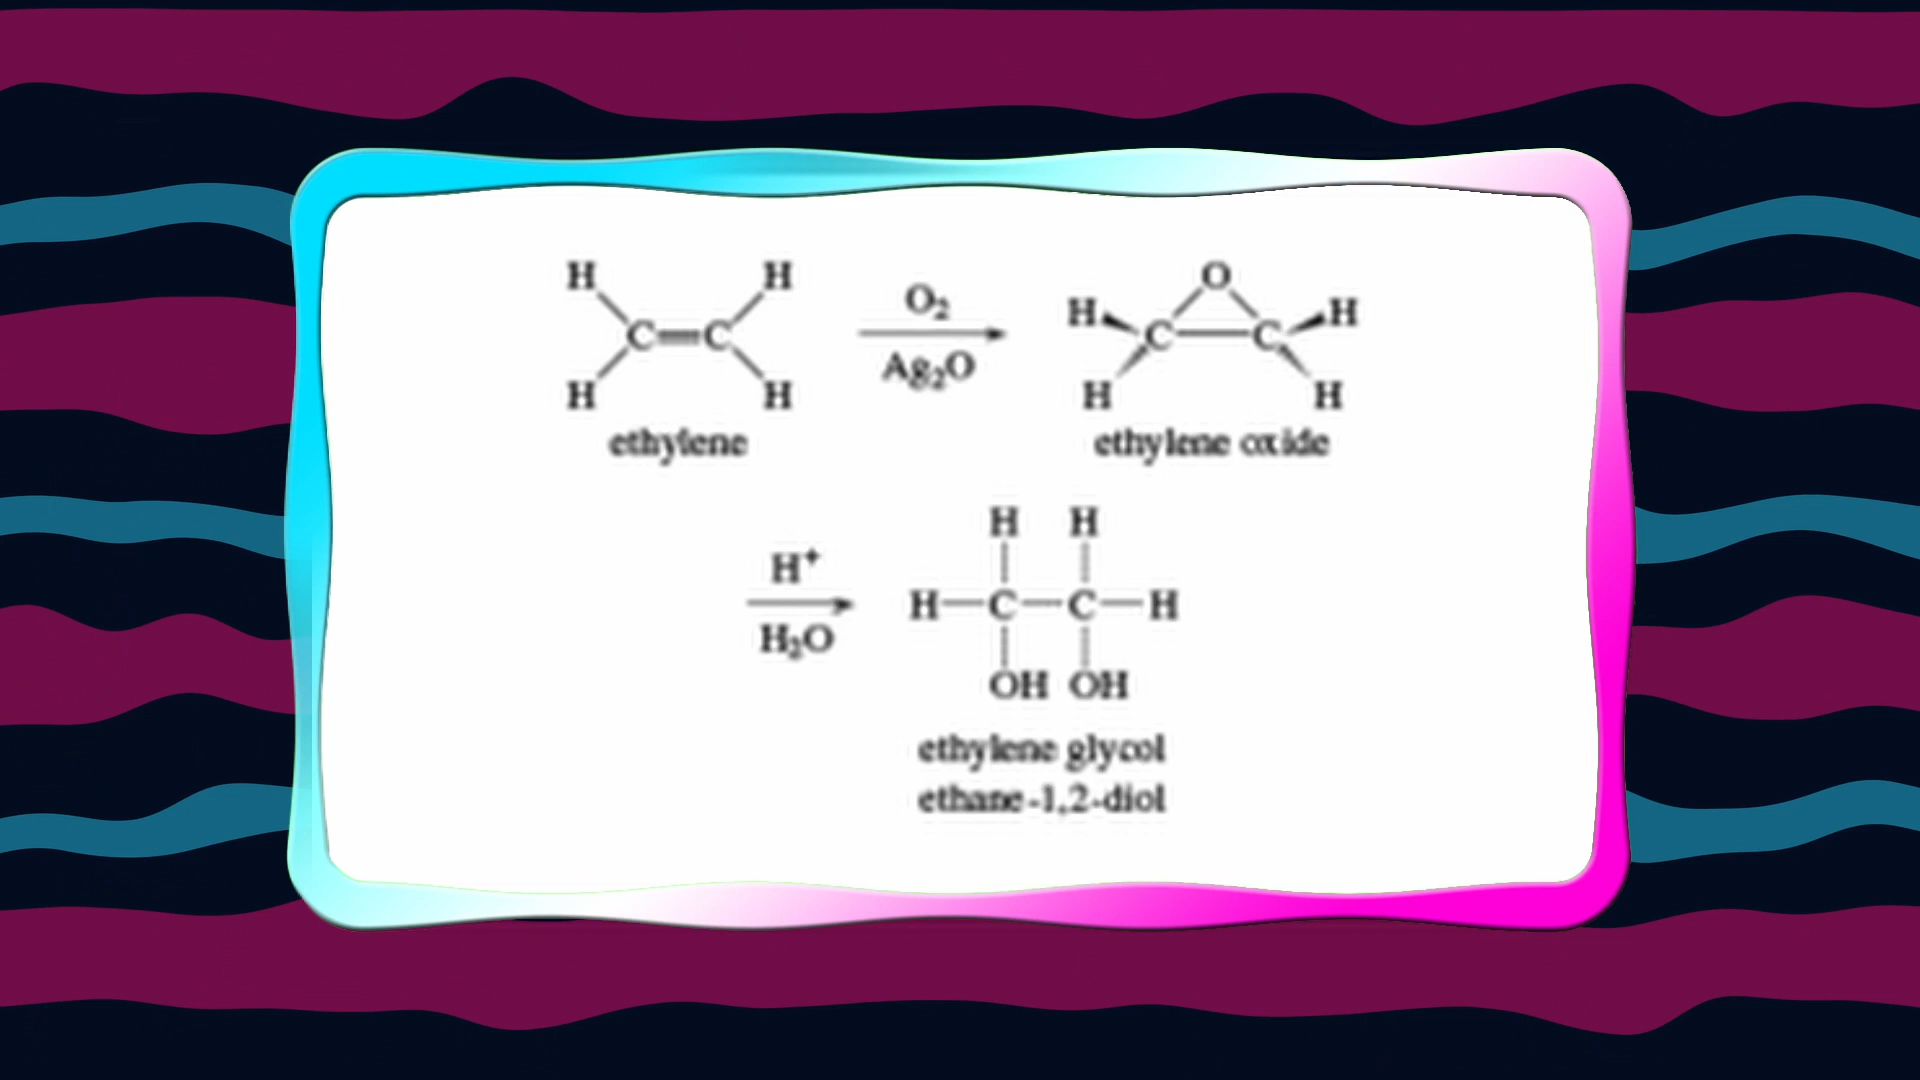 H H O
O₂ H H
C=C C C
Ag₂O
H H H H
ethylene ethylene oxide
H H
H⁺
H—C—C—H
H₂O
OH OH
ethylene glycol
ethane-1,2-diol